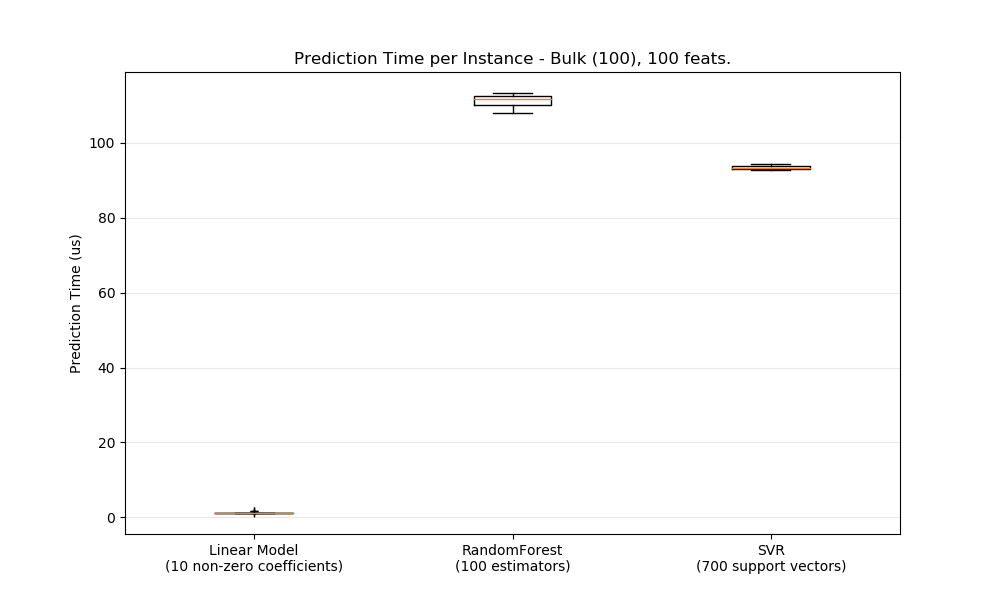 Prediction Time per Instance - Bulk (100), 100 feats.
Prediction Time (us)
100
80
60
40
20
0
Linear Model
(10 non-zero coefficients)
RandomForest
(100 estimators)
SVR
(700 support vectors)